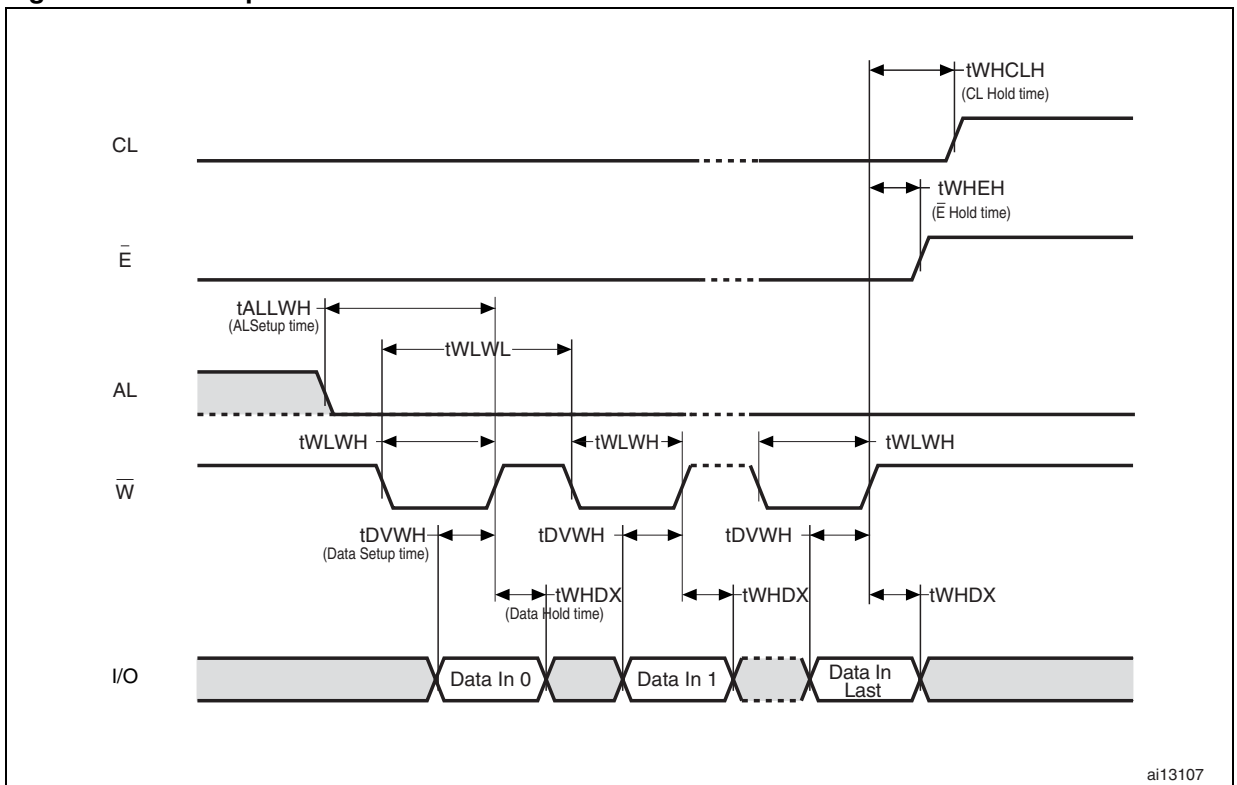 tWHCLH
(CL Hold time)
CL
tWHEH
(E̅ Hold time)
E̅
tALLWH
(ALSetup time)
tWLWL
AL
tWLWH
tWLWH
tWLWH
W̅
tDVWH
tDVWH
tDVWH
(Data Setup time)
tWHDX
tWHDX
tWHDX
(Data Hold time)
I/O
Data In 0
Data In 1
Data In
Last
ai13107